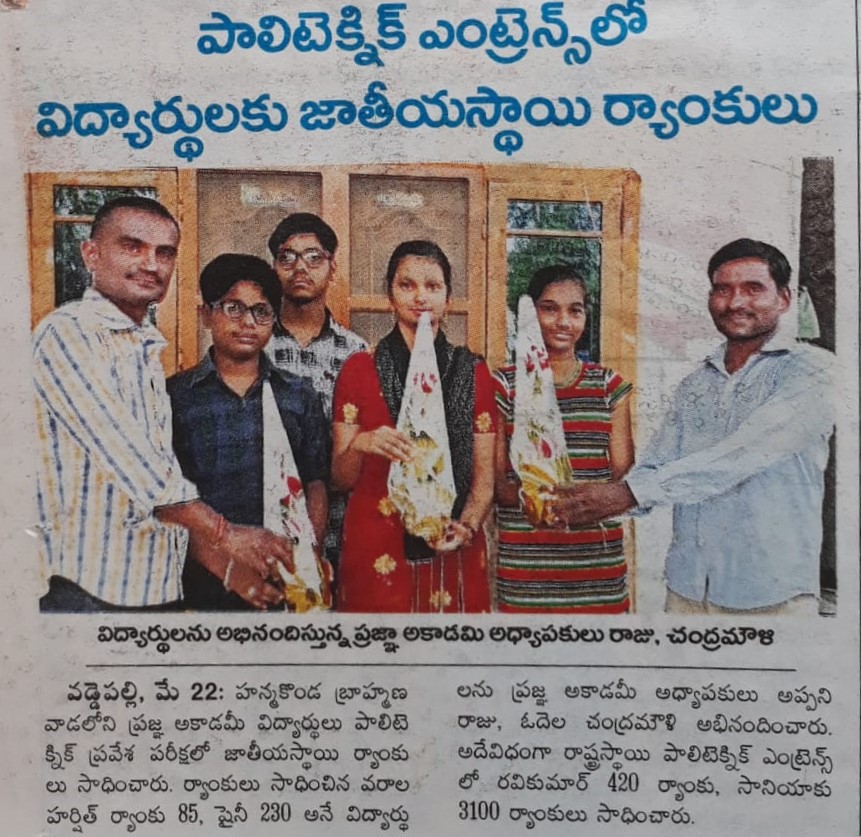 పాలిటెక్నిక్ ఎంట్రెన్స్‌లో
విద్యార్థులకు జాతీయస్థాయి ర్యాంకులు
విద్యార్థులను అభినందిస్తున్న ప్రజ్ఞా అకాడమి అధ్యాపకులు రాజు, చంద్రమౌళి
వడ్డెపల్లి, మే 22: హన్మకొండ బ్రాహ్మణ
వాడలోని ప్రజ్ఞ అకాడమీ విద్యార్థులు పాలిటె
క్నిక్ ప్రవేశ పరీక్షలో జాతీయస్థాయి ర్యాంకు
లు సాధించారు. ర్యాంకులు సాధించిన వరాల
హర్షిత్ ర్యాంకు 85, షైనీ 230 అనే విద్యార్థు
లను ప్రజ్ఞ అకాడమీ అధ్యాపకులు అప్పని
రాజు, ఓదెల చంద్రమౌళి అభినందించారు.
అదేవిధంగా రాష్ట్రస్థాయి పాలిటెక్నిక్ ఎంట్రెన్స్
లో రవికుమార్ 420 ర్యాంకు, సానియాకు
3100 ర్యాంకులు సాధించారు.